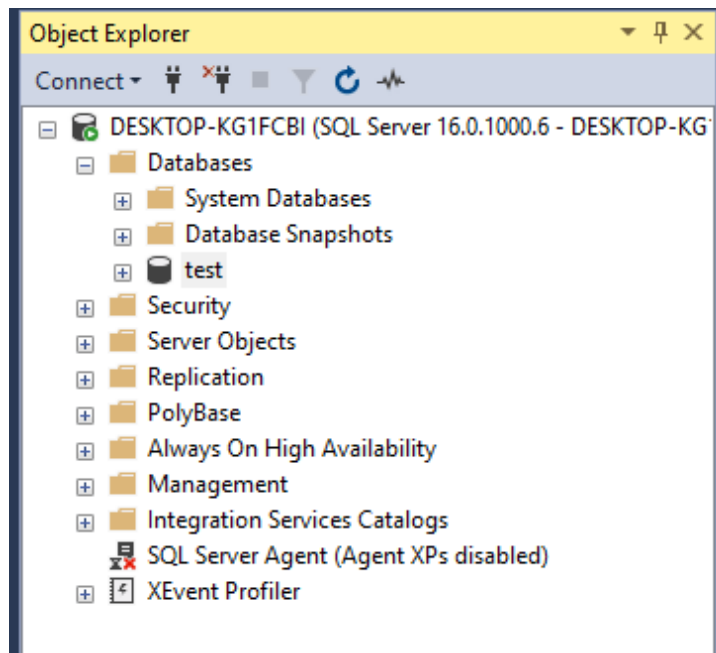 Object Explorer
Connect
DESKTOP-KG1FCBI (SQL Server 16.0.1000.6 - DESKTOP-KG1
Databases
System Databases
Database Snapshots
test
Security
Server Objects
Replication
PolyBase
Always On High Availability
Management
Integration Services Catalogs
SQL Server Agent (Agent XPs disabled)
XEvent Profiler